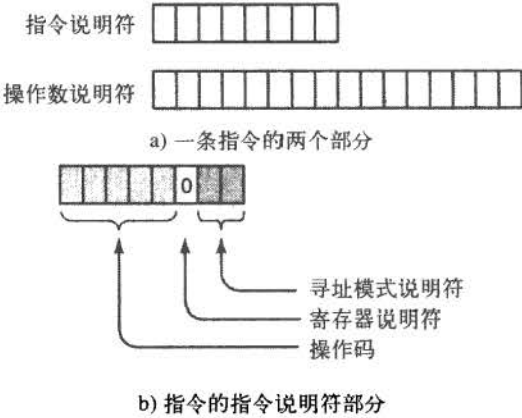 指令说明符
操作数说明符
a) 一条指令的两个部分
0
寻址模式说明符
寄存器说明符
操作码
b) 指令的指令说明符部分